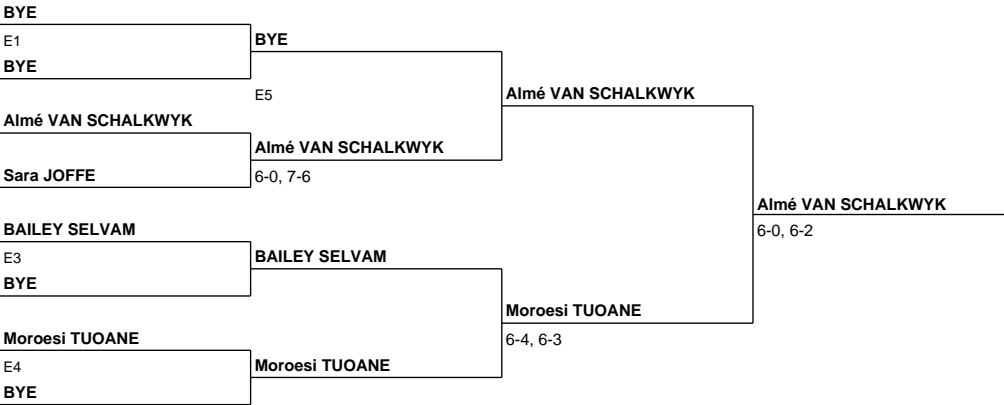 BYE
E1
BYE
BYE
E5
Almé VAN SCHALKWYK
Almé VAN SCHALKWYK
Almé VAN SCHALKWYK
Sara JOFFE
6-0, 7-6
Almé VAN SCHALKWYK
BAILEY SELVAM
6-0, 6-2
E3
BAILEY SELVAM
BYE
Moroesi TUOANE
Moroesi TUOANE
6-4, 6-3
E4
Moroesi TUOANE
BYE